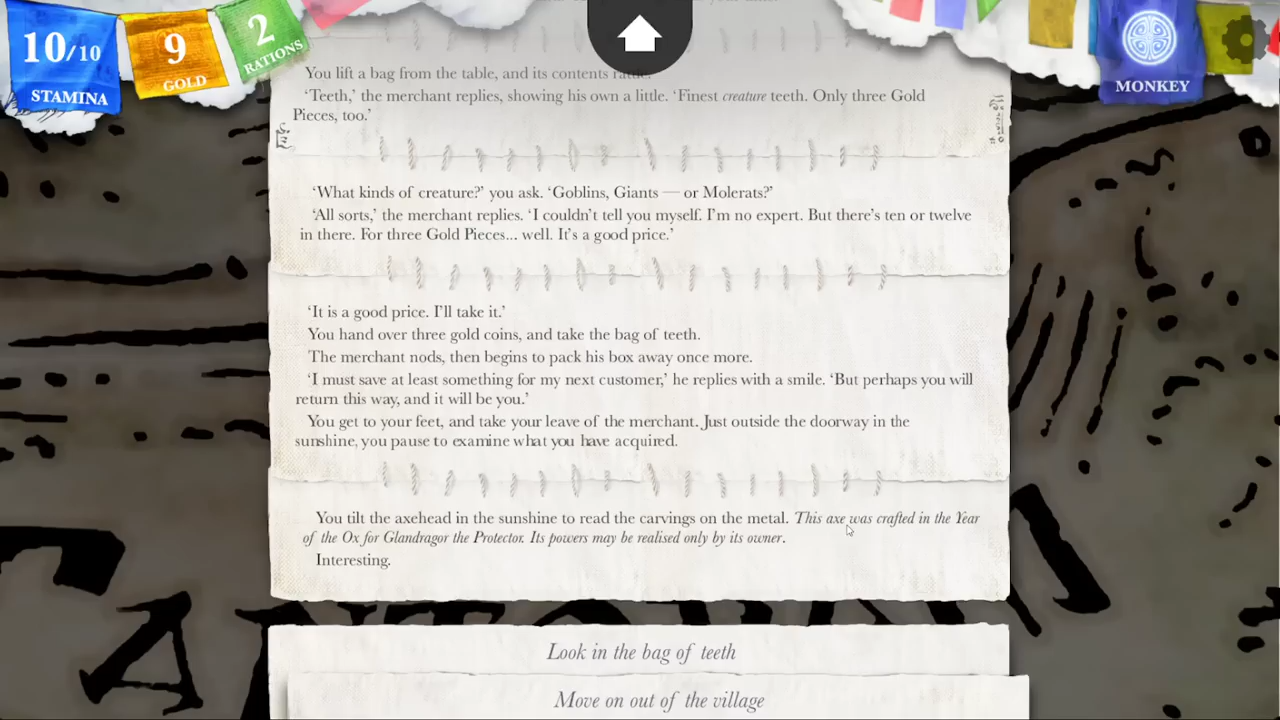 10/10
STAMINA
9
GOLD
2
RATIONS
MONKEY
You lift a bag from the table, and its contents rattle.
‘Teeth,’ the merchant replies, showing his own a little. ‘Finest creature teeth. Only three Gold
Pieces, too.’
‘What kinds of creature?’ you ask. ‘Goblins, Giants — or Molerats?’
‘All sorts,’ the merchant replies. ‘I couldn’t tell you myself. I’m no expert. But there’s ten or twelve
in there. For three Gold Pieces... well. It’s a good price.’
‘It is a good price. I’ll take it.’
You hand over three gold coins, and take the bag of teeth.
The merchant nods, then begins to pack his box away once more.
‘I must save at least something for my next customer,’ he replies with a smile. ‘But perhaps you will
return this way, and it will be you.’
You get to your feet, and take your leave of the merchant. Just outside the doorway in the
sunshine, you pause to examine what you have acquired.
You tilt the axehead in the sunshine to read the carvings on the metal. This axe was crafted in the Year
of the Ox for Glandragor the Protector. Its powers may be realised only by its owner.
Interesting.
Look in the bag of teeth
Move on out of the village